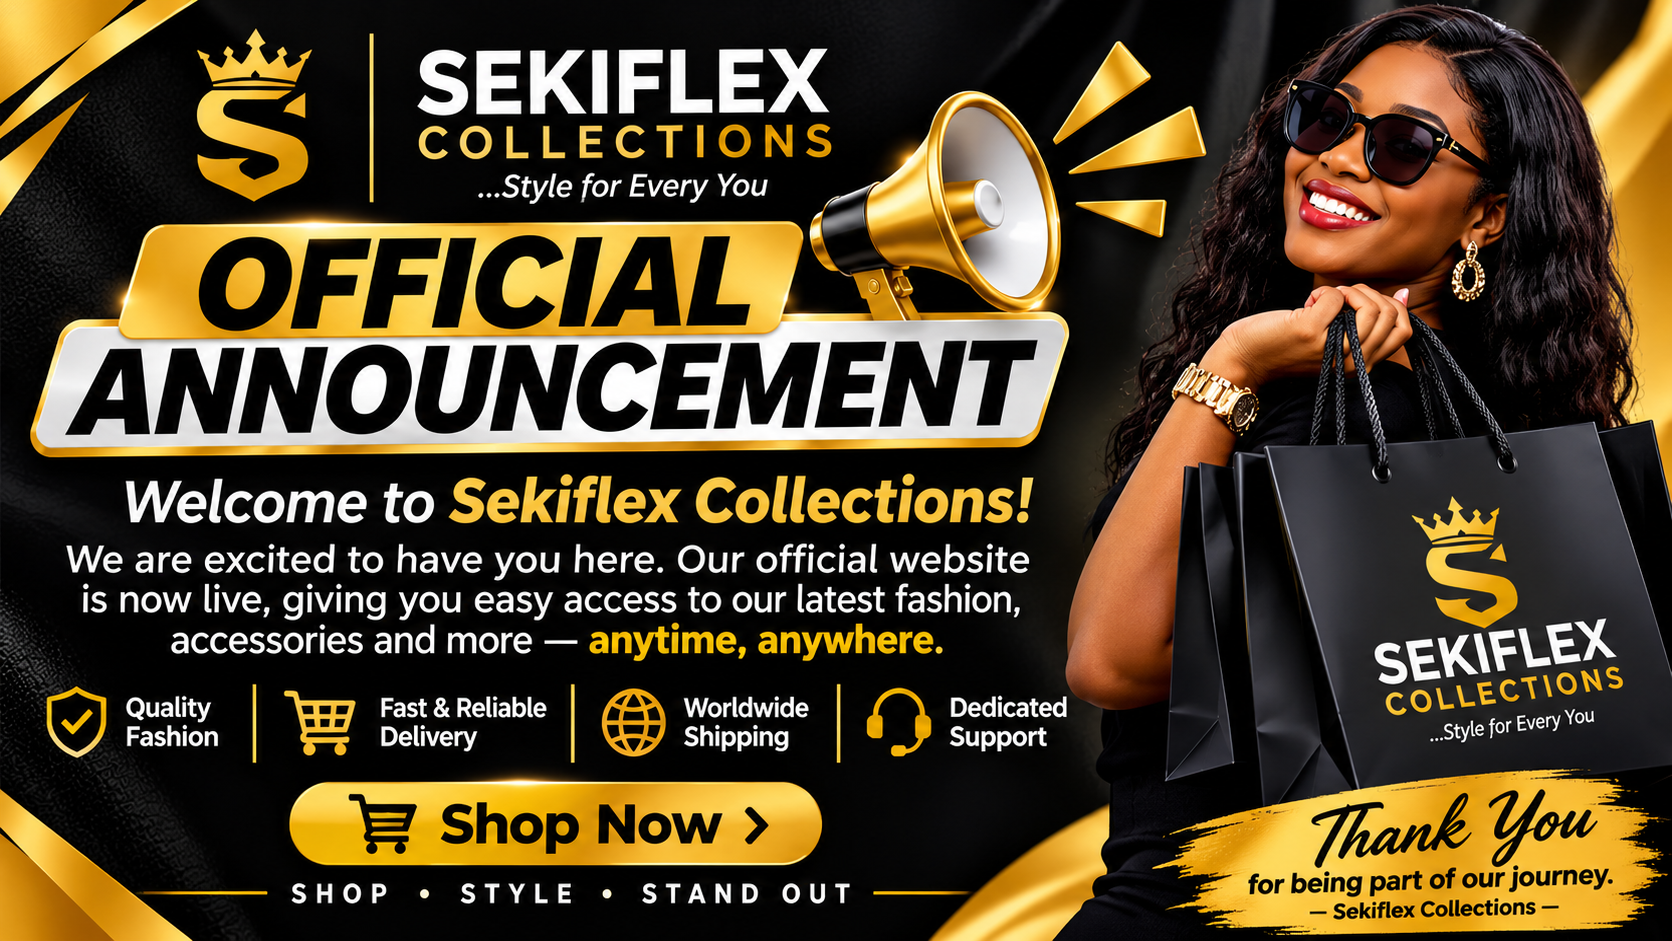 SEKIFLEX
COLLECTIONS
...Style for Every You
OFFICIAL
ANNOUNCEMENT
Welcome to Sekiflex Collections!
We are excited to have you here. Our official website
is now live, giving you easy access to our latest fashion,
accessories and more — anytime, anywhere.
Quality
Fashion
Fast & Reliable
Delivery
Worldwide
Shipping
Dedicated
Support
Shop Now
SHOP • STYLE • STAND OUT
SEKIFLEX
COLLECTIONS
...Style for Every You
Thank You
for being part of our journey.
— Sekiflex Collections —